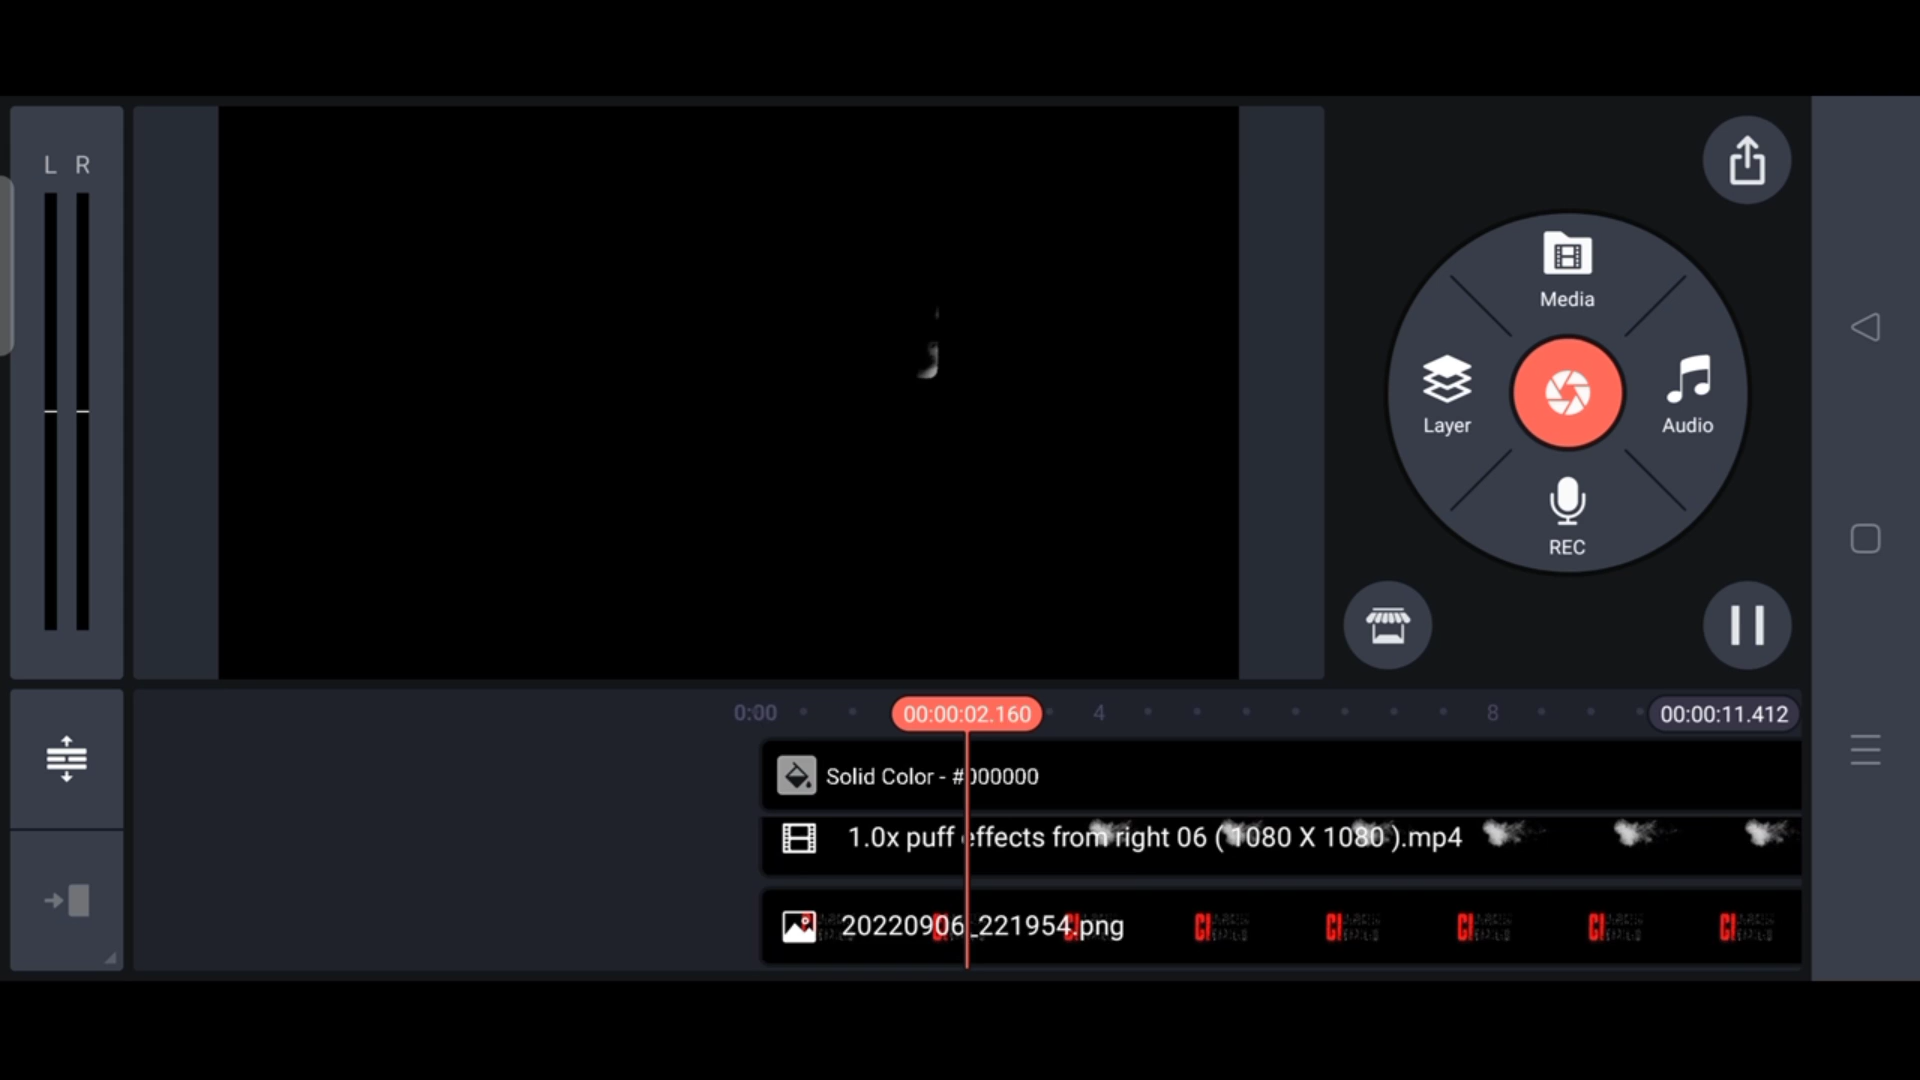 L R
Media
Layer
Audio
REC
0:00
00:00:02.160
4
8
00:00:11.412
Solid Color - #000000
1.0x puff effects from right 06 ( 1080 X 1080 ).mp4
20220906_221954.png